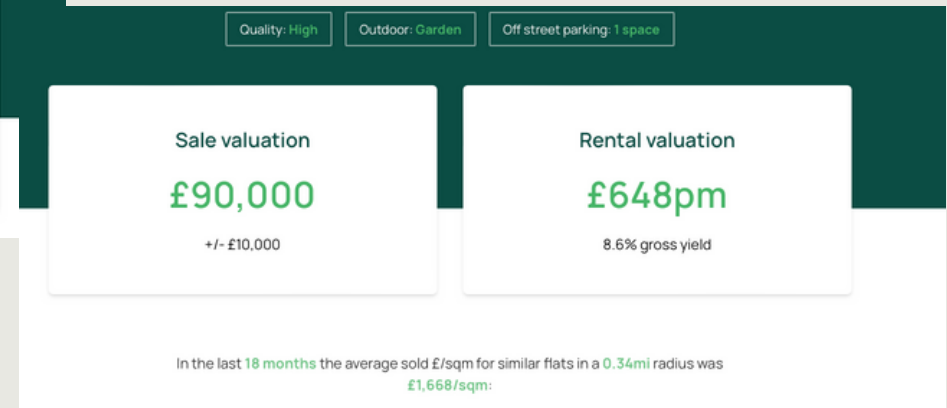 Quality: High
Outdoor: Garden
Off street parking: 1 space
Sale valuation
£90,000
+/- £10,000
Rental valuation
£648pm
8.6% gross yield
In the last 18 months the average sold £/sqm for similar flats in a 0.34mi radius was
£1,668/sqm: